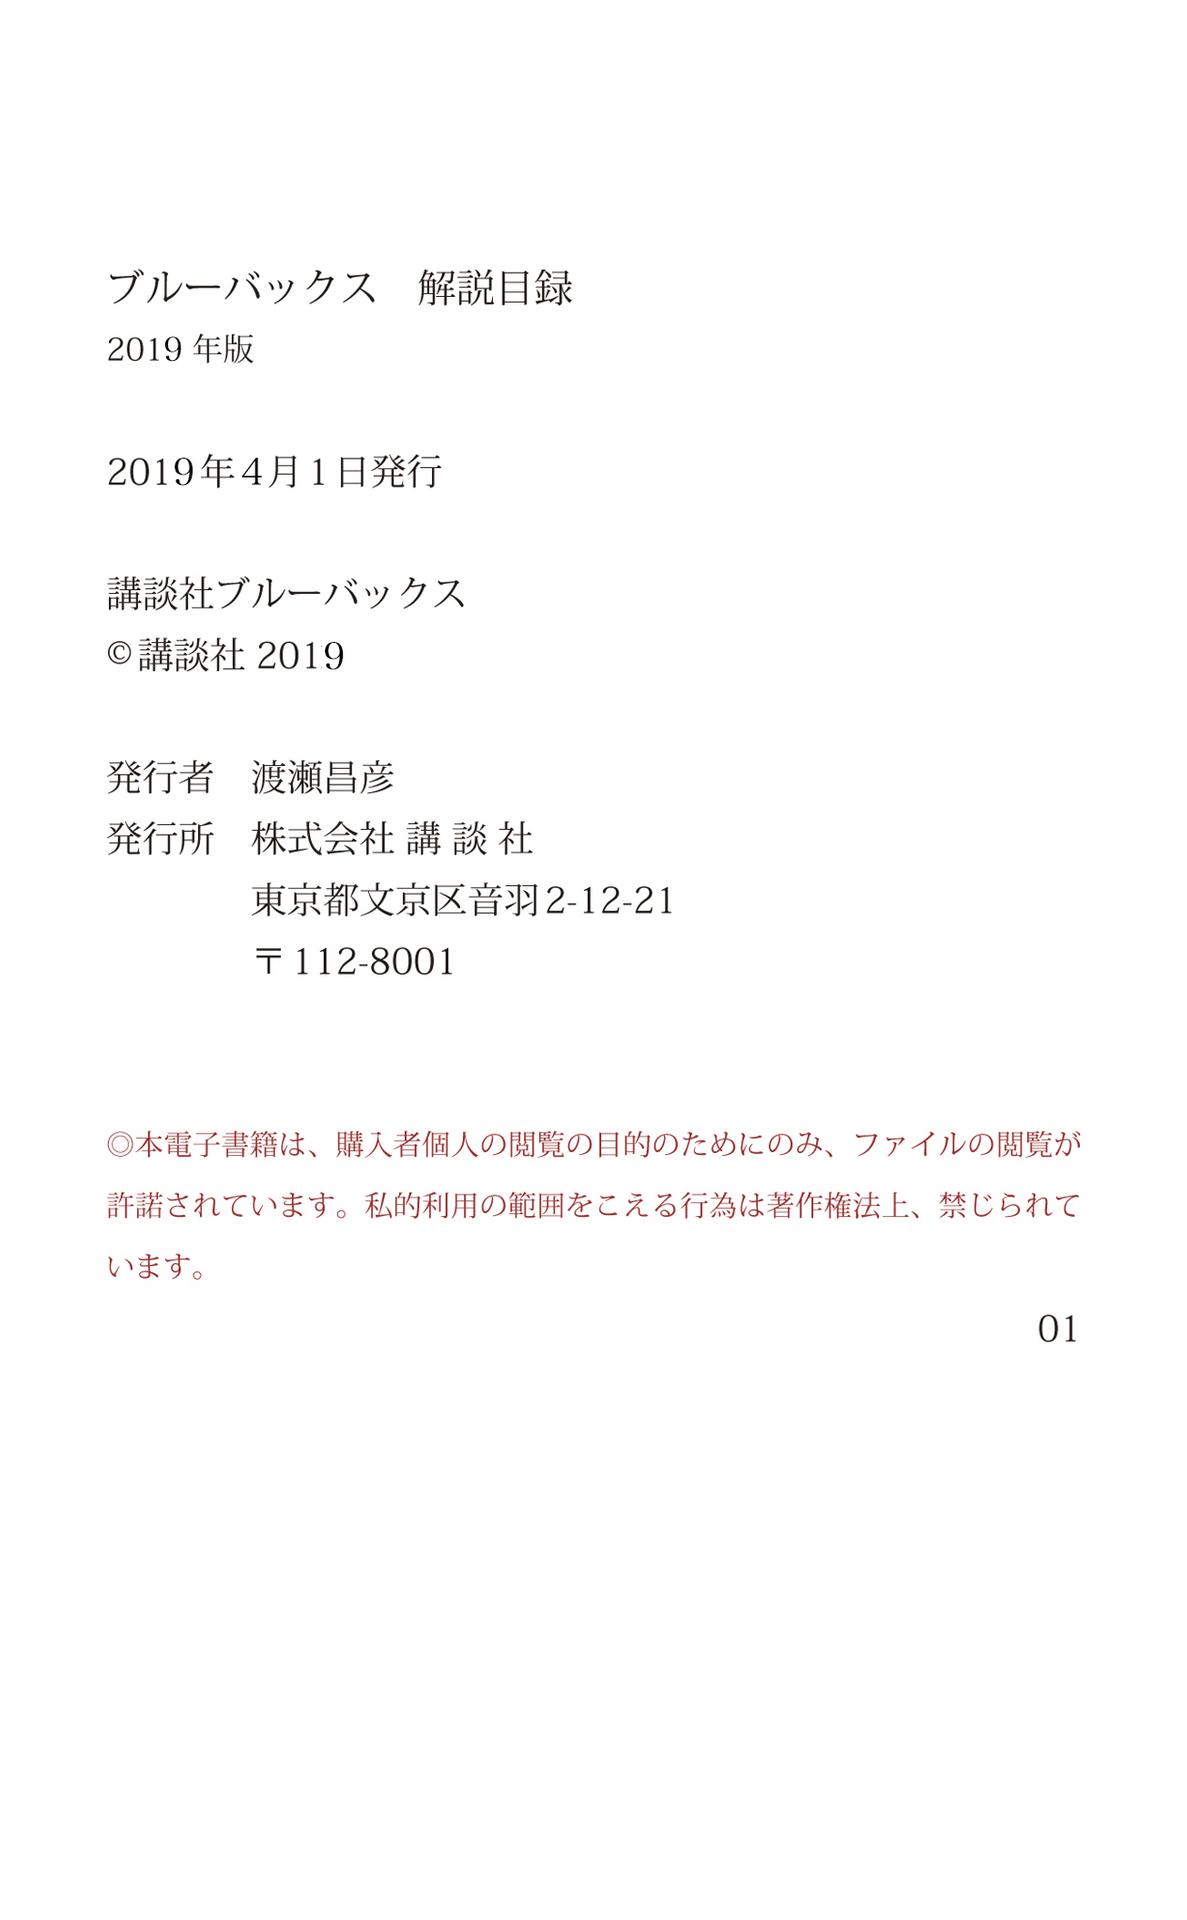 ブルーバックス　解説目録
2019 年版
2019年4月1日発行
講談社ブルーバックス
©講談社 2019
発行者　渡瀬昌彦
発行所　株式会社 講 談 社
東京都文京区音羽2-12-21
〒112-8001
◎本電子書籍は、購入者個人の閲覧の目的のためにのみ、ファイルの閲覧が
許諾されています。私的利用の範囲をこえる行為は著作権法上、禁じられて
います。
01